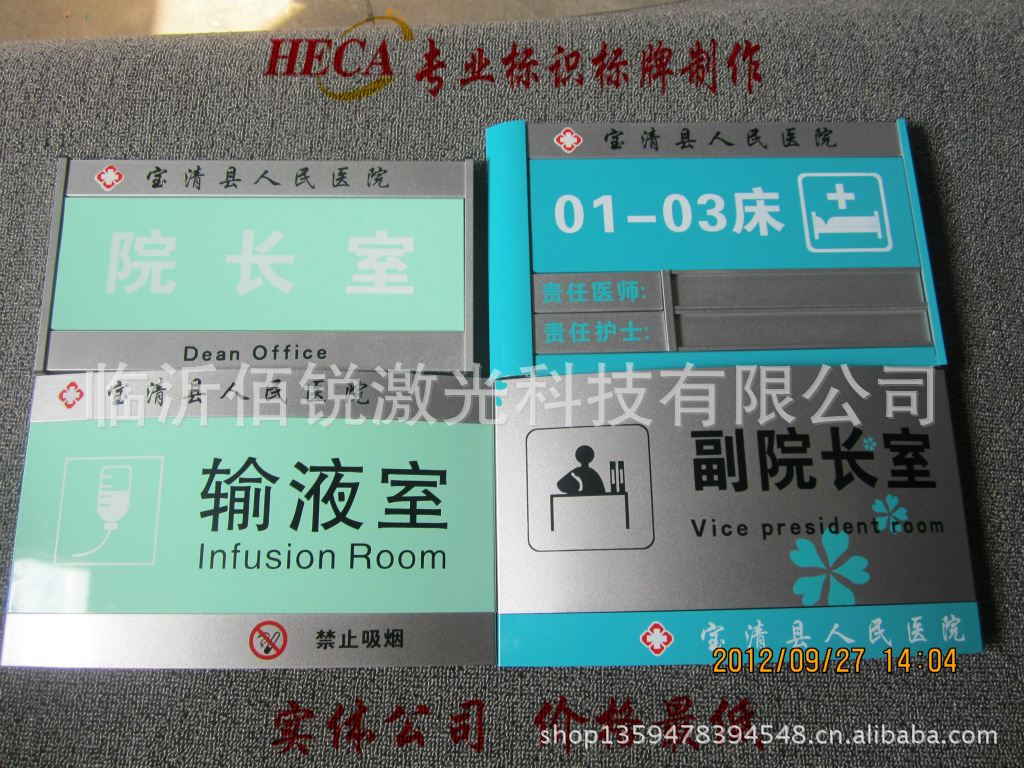 HECA 专业标识标牌制作
宝清县人民医院
院长室
Dean Office
宝清县人民医院
01-03床
责任医师:
责任护士:
临沂佰锐激光科技有限公司
宝清县人民医院
输液室
Infusion Room
禁止吸烟
副院长室
Vice president room
宝清县人民医院
2012/09/27 14:04
实体公司 价格最低
shop1359478394548.cn.alibaba.com